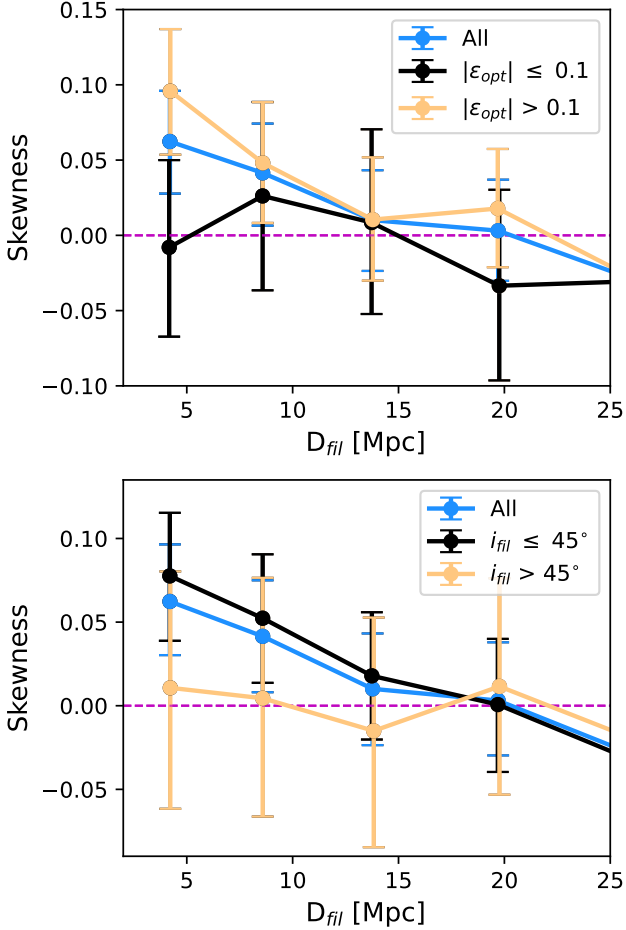 0.15
0.10
0.05
0.00
−0.05
−0.10
Skewness
All
|ε_opt| ≤ 0.1
|ε_opt| > 0.1
5 10 15 20 25
D_fil [Mpc]
0.10
0.05
0.00
−0.05
Skewness
All
i_fil ≤ 45°
i_fil > 45°
5 10 15 20 25
D_fil [Mpc]